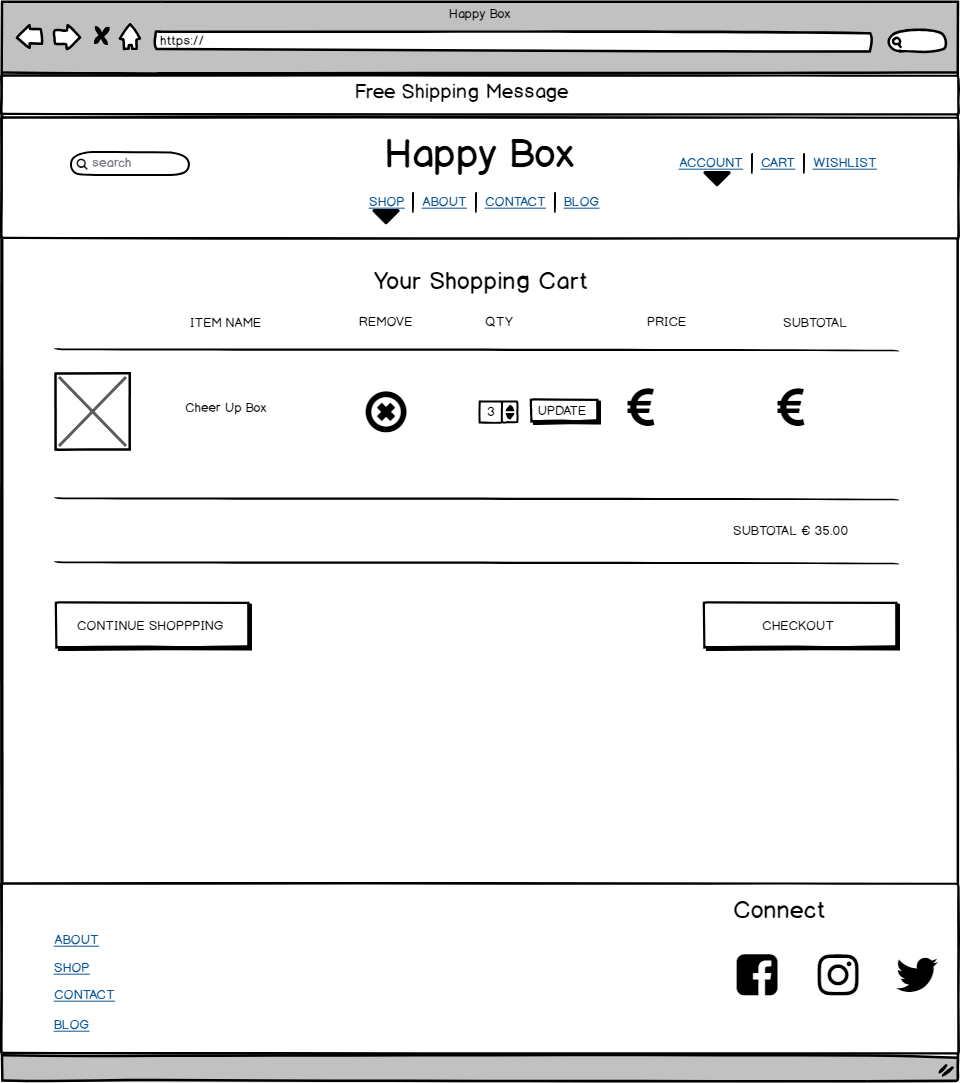 Happy Box
https://
Free Shipping Message
search
Happy Box
ACCOUNT CART WISHLIST
SHOP ABOUT CONTACT BLOG
Your Shopping Cart
ITEM NAME REMOVE QTY PRICE SUBTOTAL
Cheer Up Box 3 UPDATE € €
SUBTOTAL € 35.00
CONTINUE SHOPPPING CHECKOUT
Connect
ABOUT
SHOP
CONTACT
BLOG